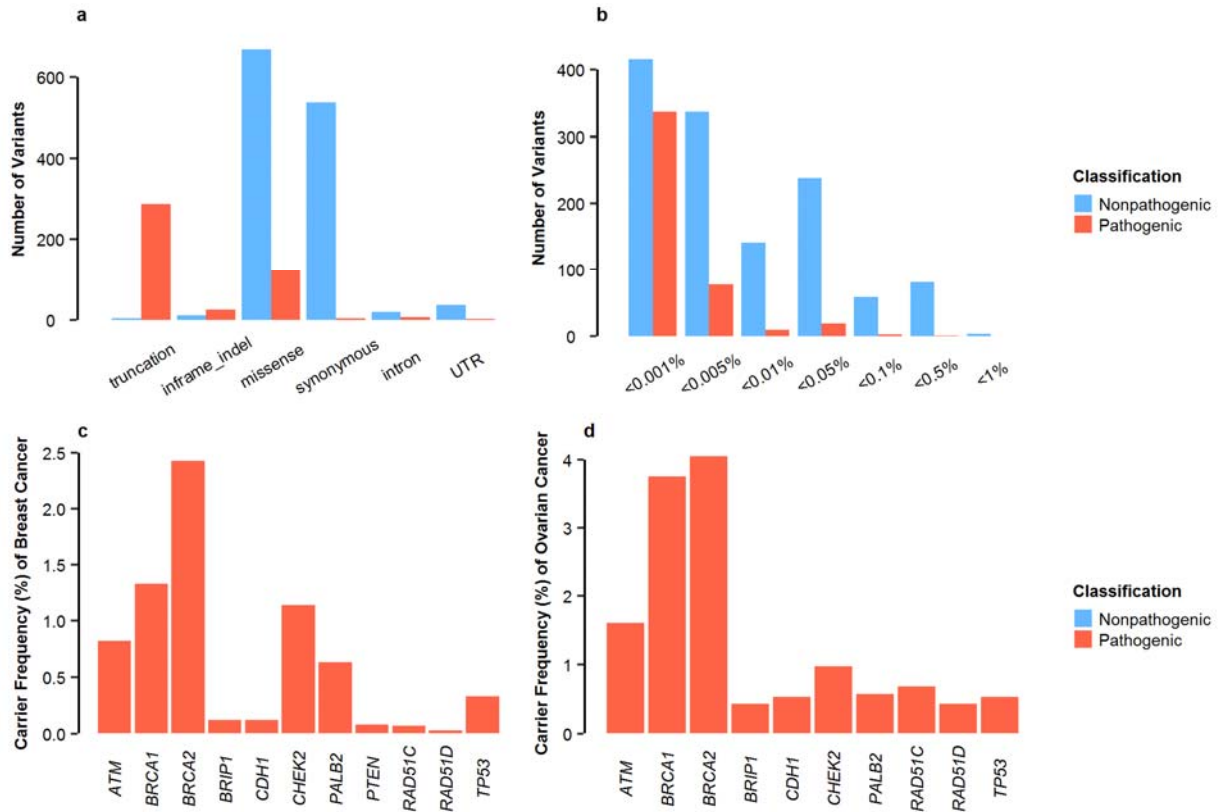 a
Number of Variants
600
400
200
0
truncation
inframe_indel
missense
synonymous
intron
UTR
b
Number of Variants
400
300
200
100
0
<0.001%
<0.005%
<0.01%
<0.05%
<0.1%
<0.5%
<1%
Classification
Nonpathogenic
Pathogenic
c
Carrier Frequency (%) of Breast Cancer
2.5
2.0
1.5
1.0
0.5
0.0
ATM
BRCA1
BRCA2
BRIP1
CDH1
CHEK2
PALB2
PTEN
RAD51C
RAD51D
TP53
d
Carrier Frequency (%) of Ovarian Cancer
4
3
2
1
0
ATM
BRCA1
BRCA2
BRIP1
CDH1
CHEK2
PALB2
RAD51C
RAD51D
TP53
Classification
Nonpathogenic
Pathogenic